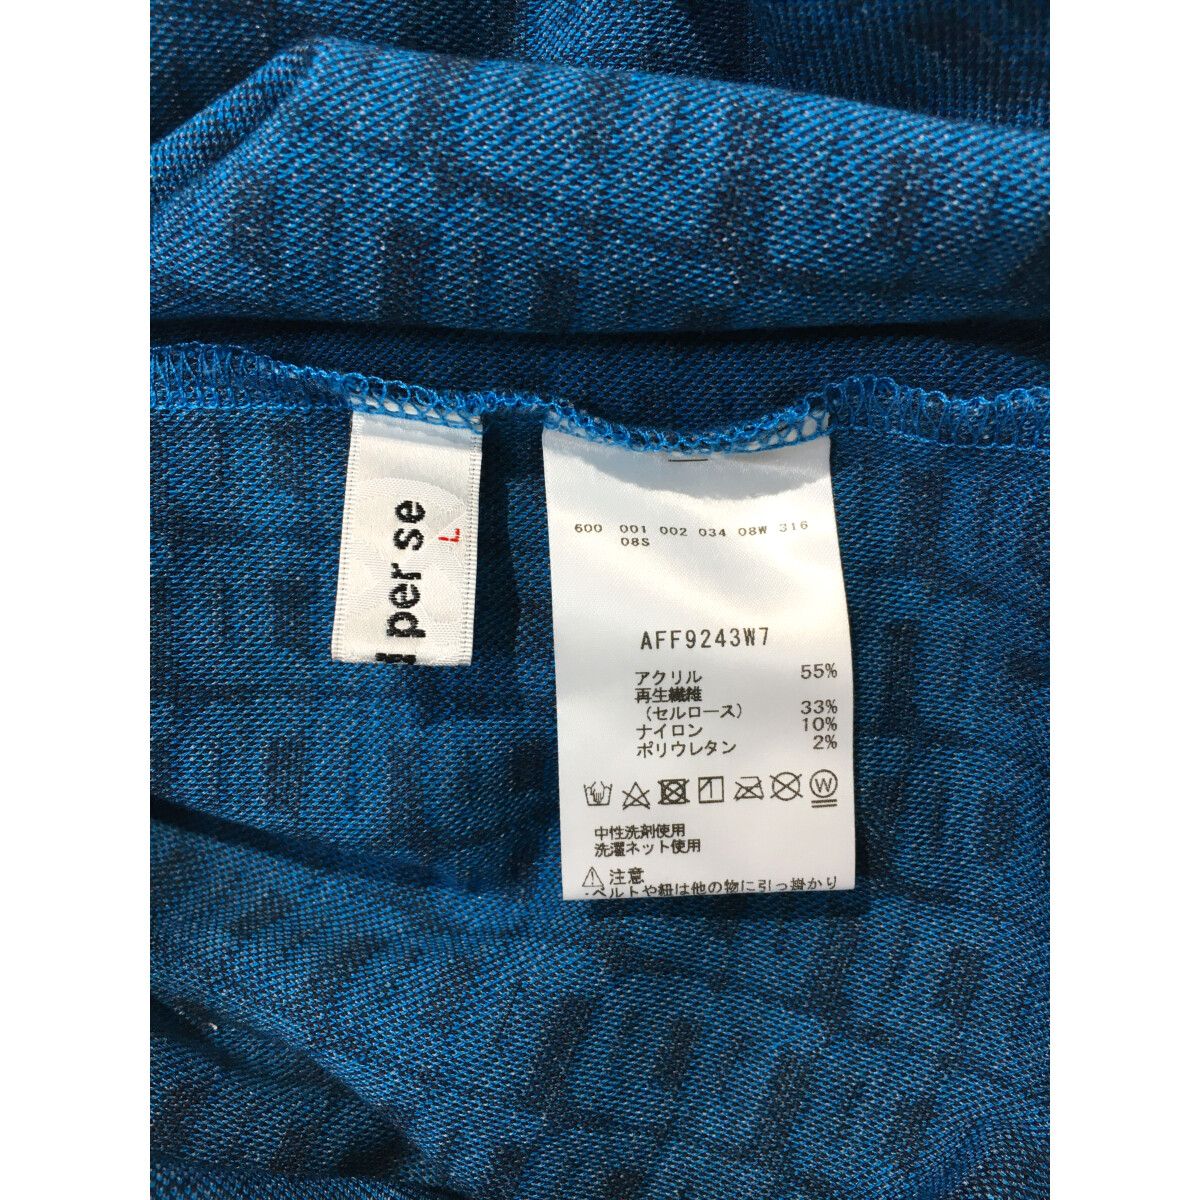 per se
L
600 001 002 034 08W 316
08S
AFF9243W7
アクリル 55%
再生繊維
(セルロース) 33%
ナイロン 10%
ポリウレタン 2%
W
中性洗剤使用
洗濯ネット使用
注意
:ベルトや紐は他の物に引っ掛かり